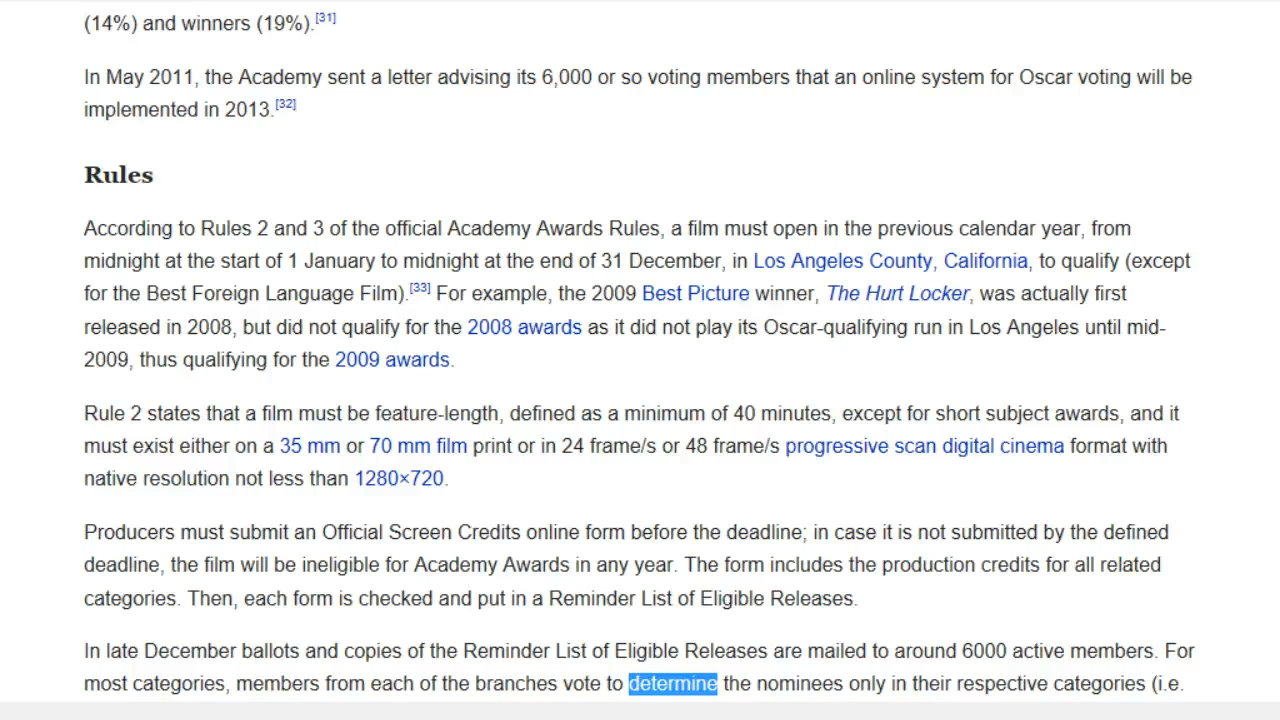 (14%) and winners (19%).[31]
In May 2011, the Academy sent a letter advising its 6,000 or so voting members that an online system for Oscar voting will be
implemented in 2013.[32]
Rules
According to Rules 2 and 3 of the official Academy Awards Rules, a film must open in the previous calendar year, from
midnight at the start of 1 January to midnight at the end of 31 December, in Los Angeles County, California, to qualify (except
for the Best Foreign Language Film).[33] For example, the 2009 Best Picture winner, The Hurt Locker, was actually first
released in 2008, but did not qualify for the 2008 awards as it did not play its Oscar-qualifying run in Los Angeles until mid-
2009, thus qualifying for the 2009 awards.
Rule 2 states that a film must be feature-length, defined as a minimum of 40 minutes, except for short subject awards, and it
must exist either on a 35 mm or 70 mm film print or in 24 frame/s or 48 frame/s progressive scan digital cinema format with
native resolution not less than 1280×720.
Producers must submit an Official Screen Credits online form before the deadline; in case it is not submitted by the defined
deadline, the film will be ineligible for Academy Awards in any year. The form includes the production credits for all related
categories. Then, each form is checked and put in a Reminder List of Eligible Releases.
In late December ballots and copies of the Reminder List of Eligible Releases are mailed to around 6000 active members. For
most categories, members from each of the branches vote to determine the nominees only in their respective categories (i.e.